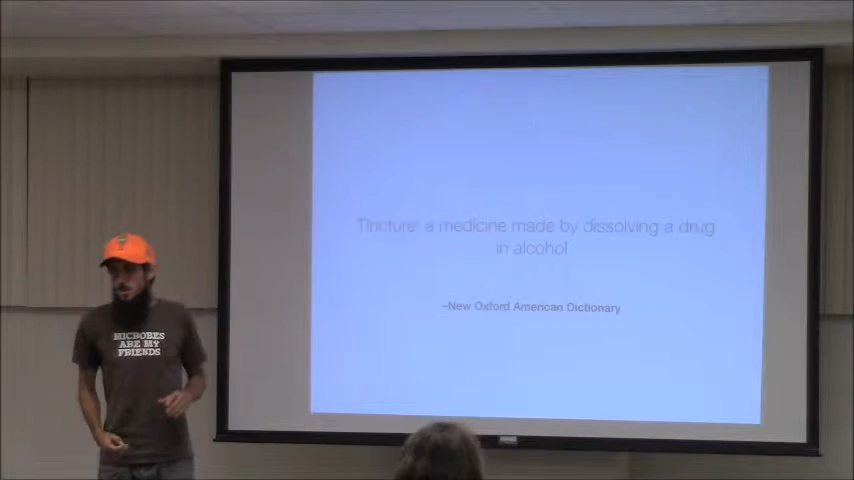 Tincture: a medicine made by dissolving a drug
in alcohol
–New Oxford American Dictionary
MICROBES
ARE MY
FRIENDS